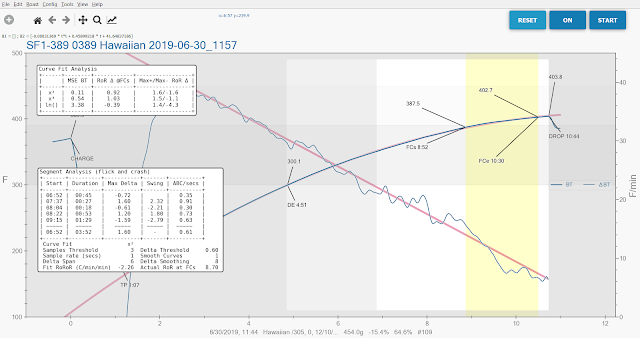 File Edit Roast Config Tools View Help
x=6.57 y=259.9
RESET ON START
SF1-389 0389 Hawaiian 2019-06-30_1157
Curve Fit Analysis
| | MSE BT | RoR Δ @FCs | Max+/Max- RoR Δ |
| x² | 0.11 | 0.92 | 1.6/-1.6 |
| x³ | 0.54 | 1.03 | 1.5/-1.1 |
| ln() | 3.38 | -0.39 | 1.4/-4.3 |
Segment Analysis (flick and crash)
| Start | Duration | Max Delta | Swing | ABC/secs |
| 06:52 | 00:45 | -0.72 | | 0.35 |
| 07:37 | 00:27 | 1.60 | 2.32 | 0.91 |
| 08:04 | 00:18 | -0.61 | -2.21 | 0.30 |
| 08:22 | 00:53 | 1.20 | 1.80 | 0.73 |
| 09:15 | 01:29 | -1.59 | -2.79 | 0.63 |
| 06:52 | 03:52 | 1.60 | - | 0.61 |
Curve Fit
Samples Threshold 3 Delta Threshold 0.60
Sample rate (secs) 1 Smooth Curves 1
Delta Span 6 Delta Smoothing 8
Fit RoRoR (C/min/min) -2.26 Actual RoR at FCs 8.70
CHARGE
TP 1:07
300.1
DE 4:51
387.5
FCs 8:52
402.7
FCe 10:30
403.8
DROP 10:44
BT Δ BT
500
400
300
200
100
F
40
30
20
10
0
F/min
0 2 4 6 8 10 12
6/30/2019, 11:44 Hawaiian /305, 0, 12/10/... 454.0g -15.4% 64.6% #109